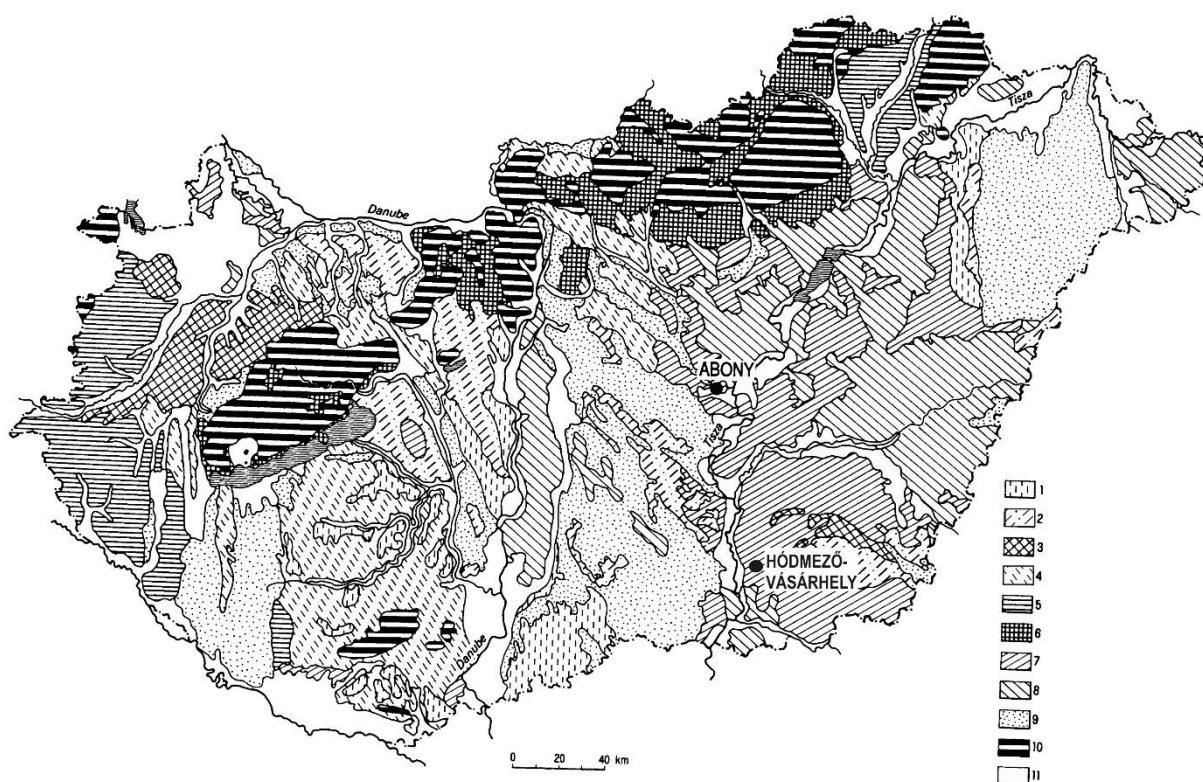 Tisza
Danube
ABONY
Tisza
HÓDMEZŐ-
VÁSÁRHELY
Danube
0 20 40 km
1
2
3
4
5
6
7
8
9
10
11